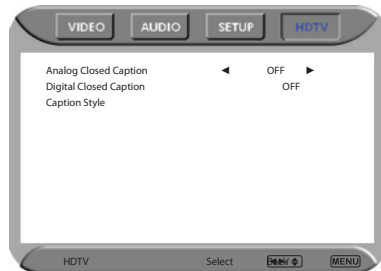 VIDEO AUDIO SETUP HDTV
Analog Closed Caption ◄ OFF ►
Digital Closed Caption OFF
Caption Style
HDTV Select MENU